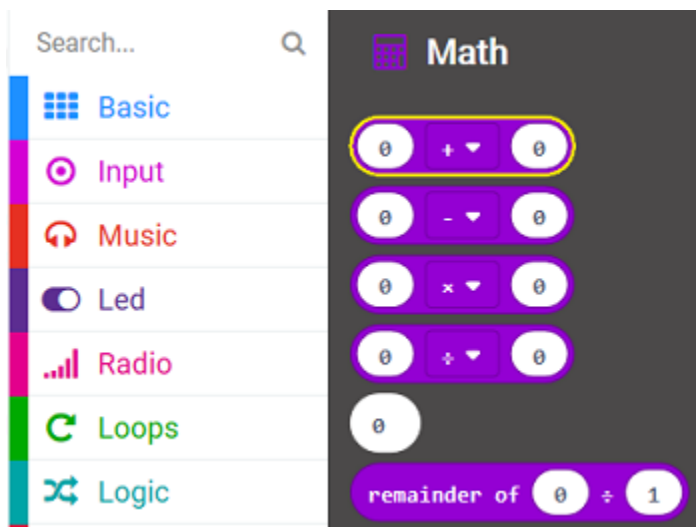 Search...
Basic
Input
Music
Led
Radio
Loops
Logic
Math
0 + 0
0 - 0
0 × 0
0 ÷ 0
0
remainder of 0 ÷ 1